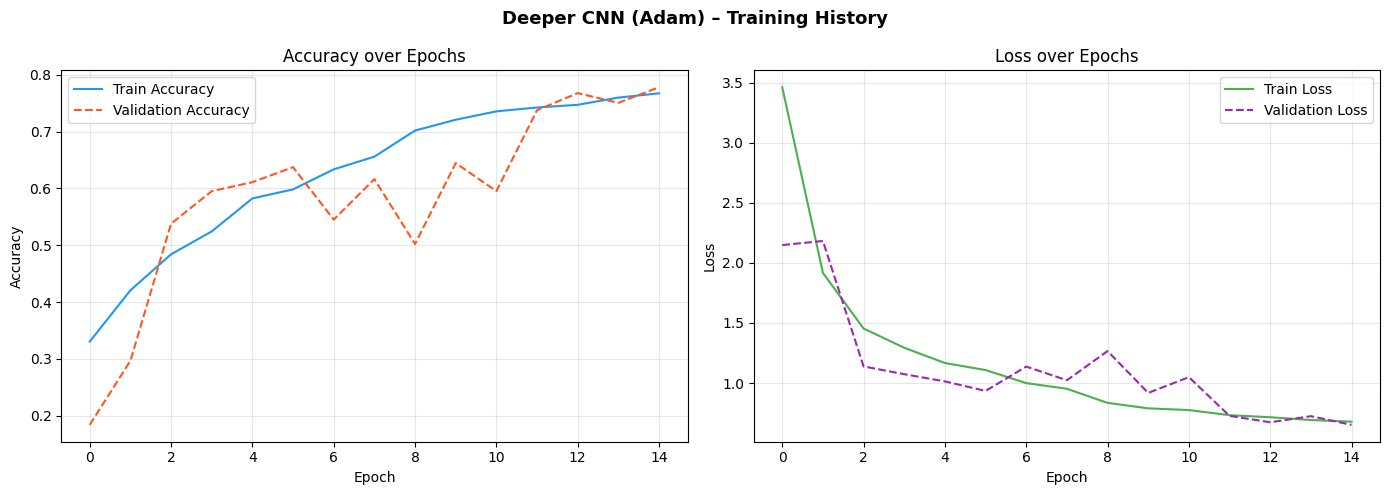 Deeper CNN (Adam) – Training History
Accuracy over Epochs
0.8
0.7
0.6
0.5
0.4
0.3
0.2
Accuracy
Train Accuracy
Validation Accuracy
0 2 4 6 8 10 12 14
Epoch
Loss over Epochs
3.5
3.0
2.5
2.0
1.5
1.0
Loss
Train Loss
Validation Loss
0 2 4 6 8 10 12 14
Epoch